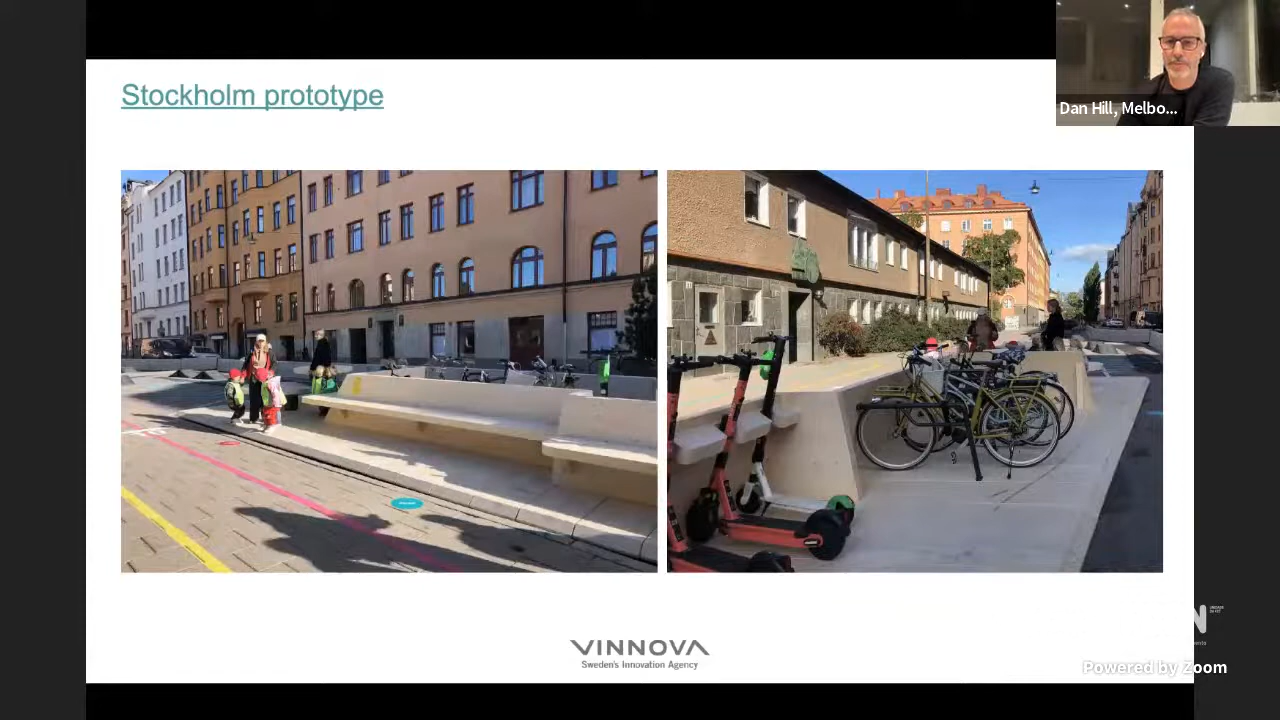 Stockholm prototype
Dan Hill, Melbo...
VINNOVA
Sweden's Innovation Agency
N
Powered by Zoom